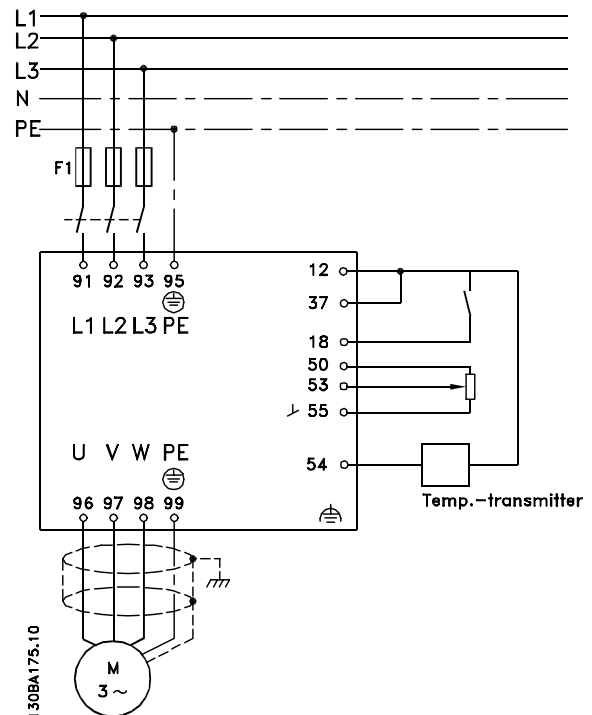 L1
L2
L3
N
PE
F1
91 92 93 95
L1 L2 L3 PE
12
37
18
50
53
55
54
Temp.-transmitter
U V W PE
96 97 98 99
M
3 ~
130BA175.10